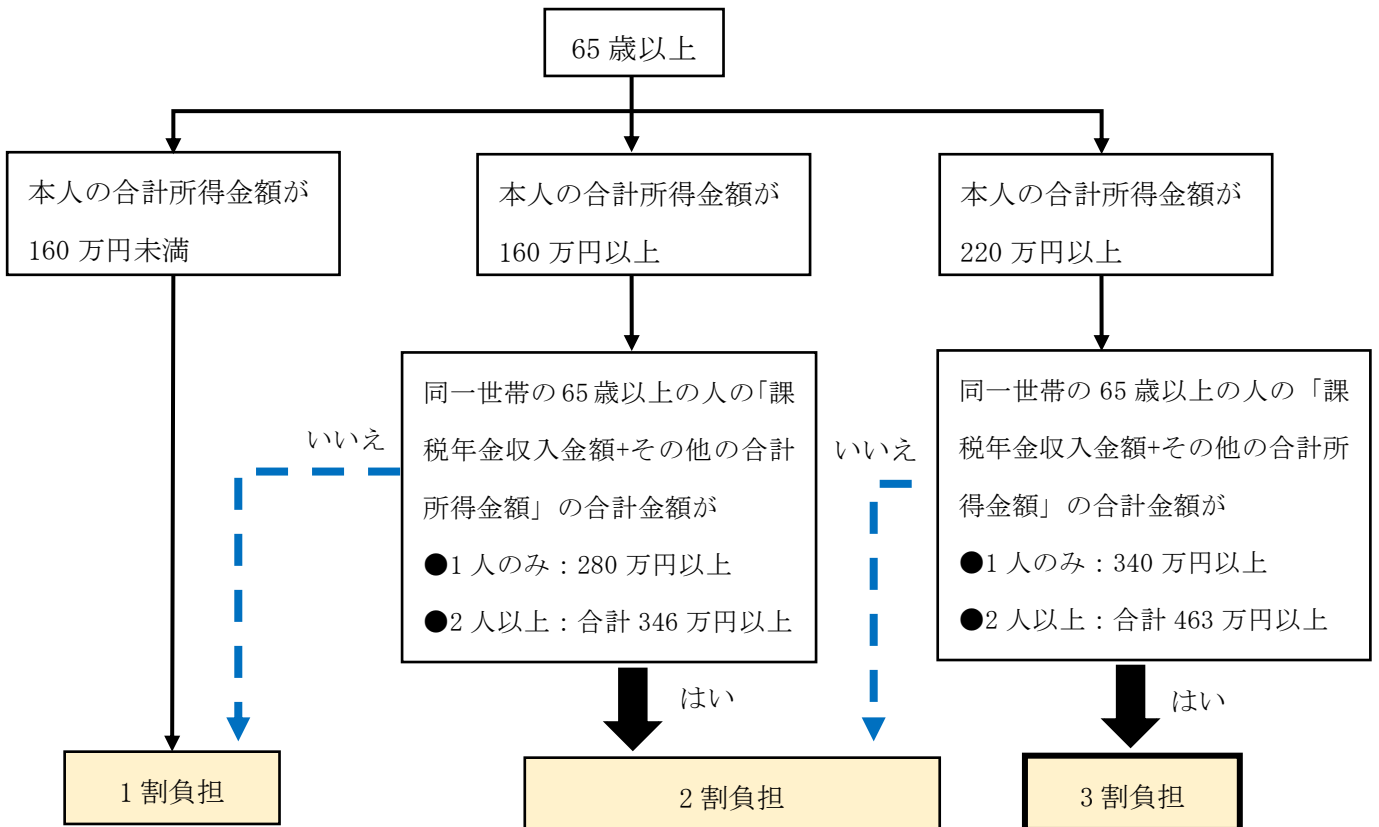 65 歳以上
本人の合計所得金額が
160 万円未満
本人の合計所得金額が
160 万円以上
本人の合計所得金額が
220 万円以上
同一世帯の 65 歳以上の人の「課
税年金収入金額+その他の合計
所得金額」の合計金額が
●1 人のみ：280 万円以上
●2 人以上：合計 346 万円以上
同一世帯の 65 歳以上の人の「課
税年金収入金額+その他の合計所
得金額」の合計金額が
●1 人のみ：340 万円以上
●2 人以上：合計 463 万円以上
いいえ
いいえ
はい
はい
1 割負担
2 割負担
3 割負担